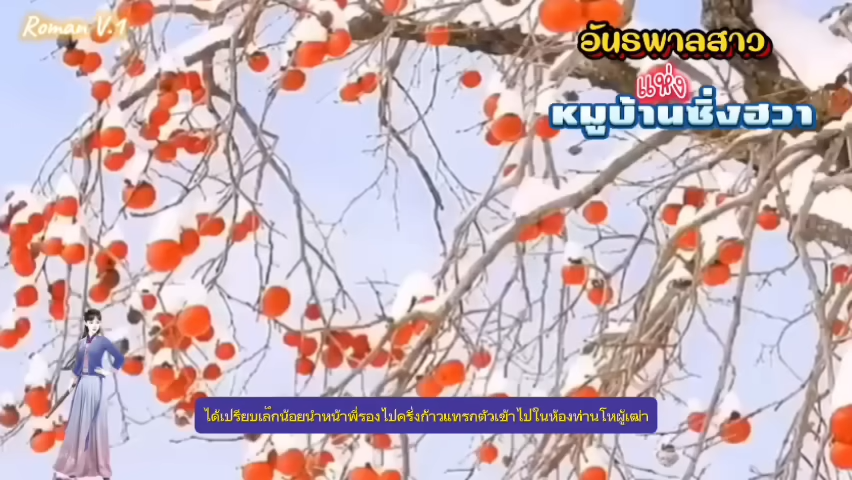 Roman V.1
อันธพาลสาว
แห่ง
หมู่บ้านซิ่งฮวา
ได้เปรียบเล็กน้อยนำหน้าพี่รองไปครึ่งก้าวแทรกตัวเข้าไปในห้องท่านโหผู้เฒ่า